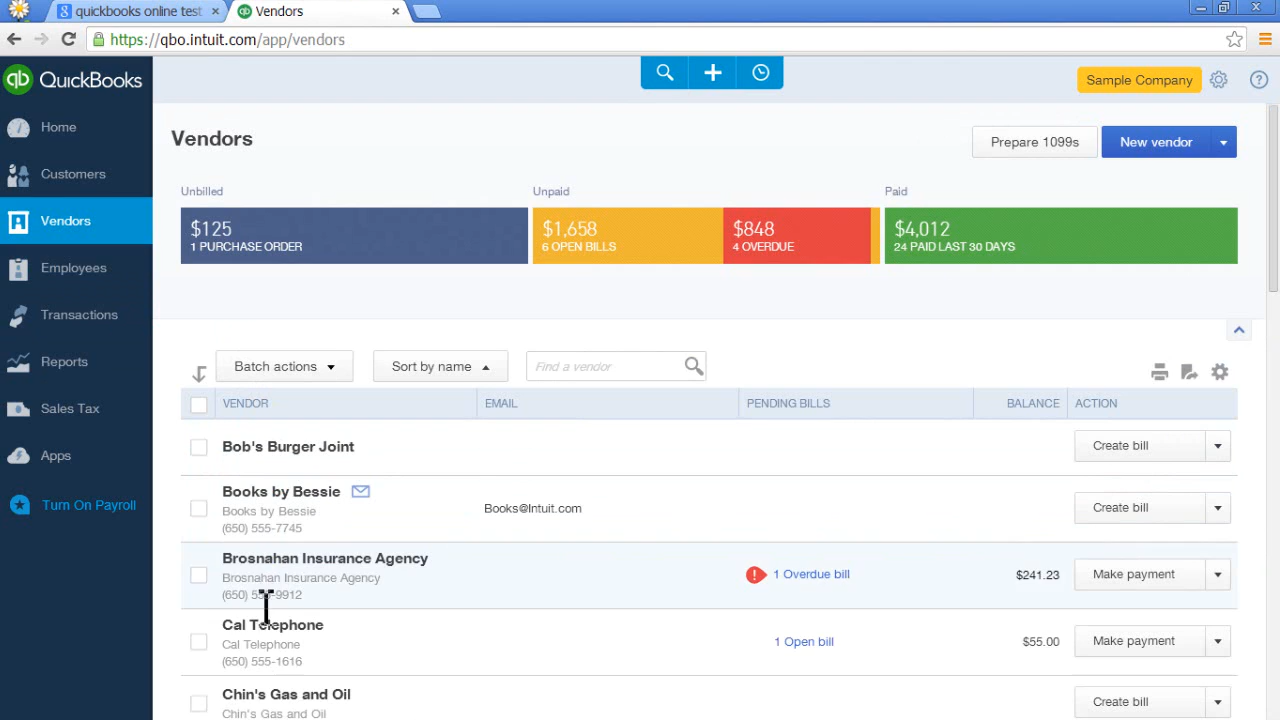 quickbooks online test
Vendors
https://qbo.intuit.com/app/vendors
qb QuickBooks
Sample Company
?
Home
Customers
Vendors
Employees
Transactions
Reports
Sales Tax
Apps
Turn On Payroll
Vendors
Prepare 1099s
New vendor
Unbilled
Unpaid
Paid
$125
1 PURCHASE ORDER
$1,658
6 OPEN BILLS
$848
4 OVERDUE
$4,012
24 PAID LAST 30 DAYS
Batch actions
Sort by name
Find a vendor
VENDOR EMAIL PENDING BILLS BALANCE ACTION
Bob's Burger Joint
Create bill
Books by Bessie
Books by Bessie
(650) 555-7745
Books@Intuit.com
Create bill
Brosnahan Insurance Agency
Brosnahan Insurance Agency
(650) 9912
1 Overdue bill
$241.23
Make payment
Cal Telephone
Cal Telephone
(650) 555-1616
1 Open bill
$55.00
Make payment
Chin's Gas and Oil
Chin's Gas and Oil
Create bill